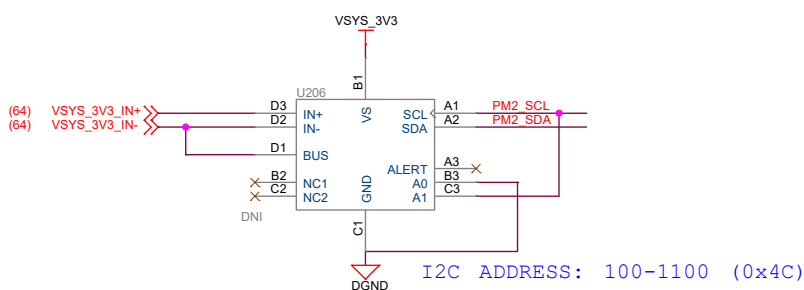 VSYS_3V3
U206
B1
(64) VSYS_3V3_IN+ D3 IN+ VS SCL A1 PM2_SCL
(64) VSYS_3V3_IN- D2 IN- SDA A2 PM2_SDA
D1 BUS
ALERT A3
B2 NC1 A0 B3
C2 NC2 GND A1 C3
DNI
C1
DGND
I2C ADDRESS: 100-1100 (0x4C)